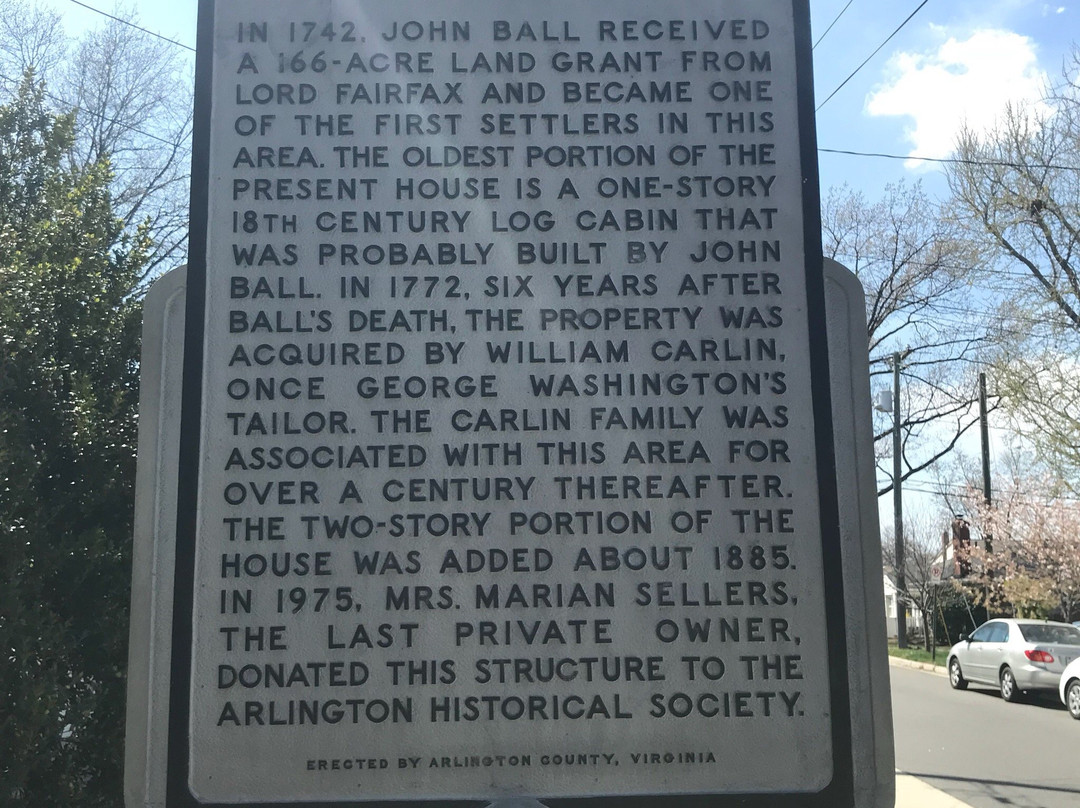 IN 1742, JOHN BALL RECEIVED
A 166-ACRE LAND GRANT FROM
LORD FAIRFAX AND BECAME ONE
OF THE FIRST SETTLERS IN THIS
AREA. THE OLDEST PORTION OF THE
PRESENT HOUSE IS A ONE-STORY
18TH CENTURY LOG CABIN THAT
WAS PROBABLY BUILT BY JOHN
BALL. IN 1772, SIX YEARS AFTER
BALL'S DEATH, THE PROPERTY WAS
ACQUIRED BY WILLIAM CARLIN,
ONCE GEORGE WASHINGTON'S
TAILOR. THE CARLIN FAMILY WAS
ASSOCIATED WITH THIS AREA FOR
OVER A CENTURY THEREAFTER.
THE TWO-STORY PORTION OF THE
HOUSE WAS ADDED ABOUT 1885.
IN 1975, MRS. MARIAN SELLERS,
THE LAST PRIVATE OWNER,
DONATED THIS STRUCTURE TO THE
ARLINGTON HISTORICAL SOCIETY.
ERECTED BY ARLINGTON COUNTY, VIRGINIA